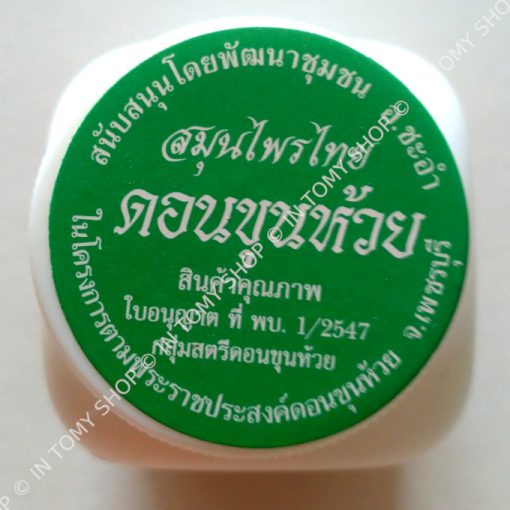 สนับสนุนโดยพัฒนาชุมชน อ.ชะอำ
สมุนไพรไทย
ดอนขุนห้วย
สินค้าคุณภาพ
ใบอนุญาต ที่ พบ. 1/2547
กลุ่มสตรีดอนขุนห้วย
ในโครงการตามพระราชประสงค์ดอนขุนห้วย จ.เพชรบุรี
© IN TOMY SHOP © IN TOMY SHOP © IN TOMY SHOP